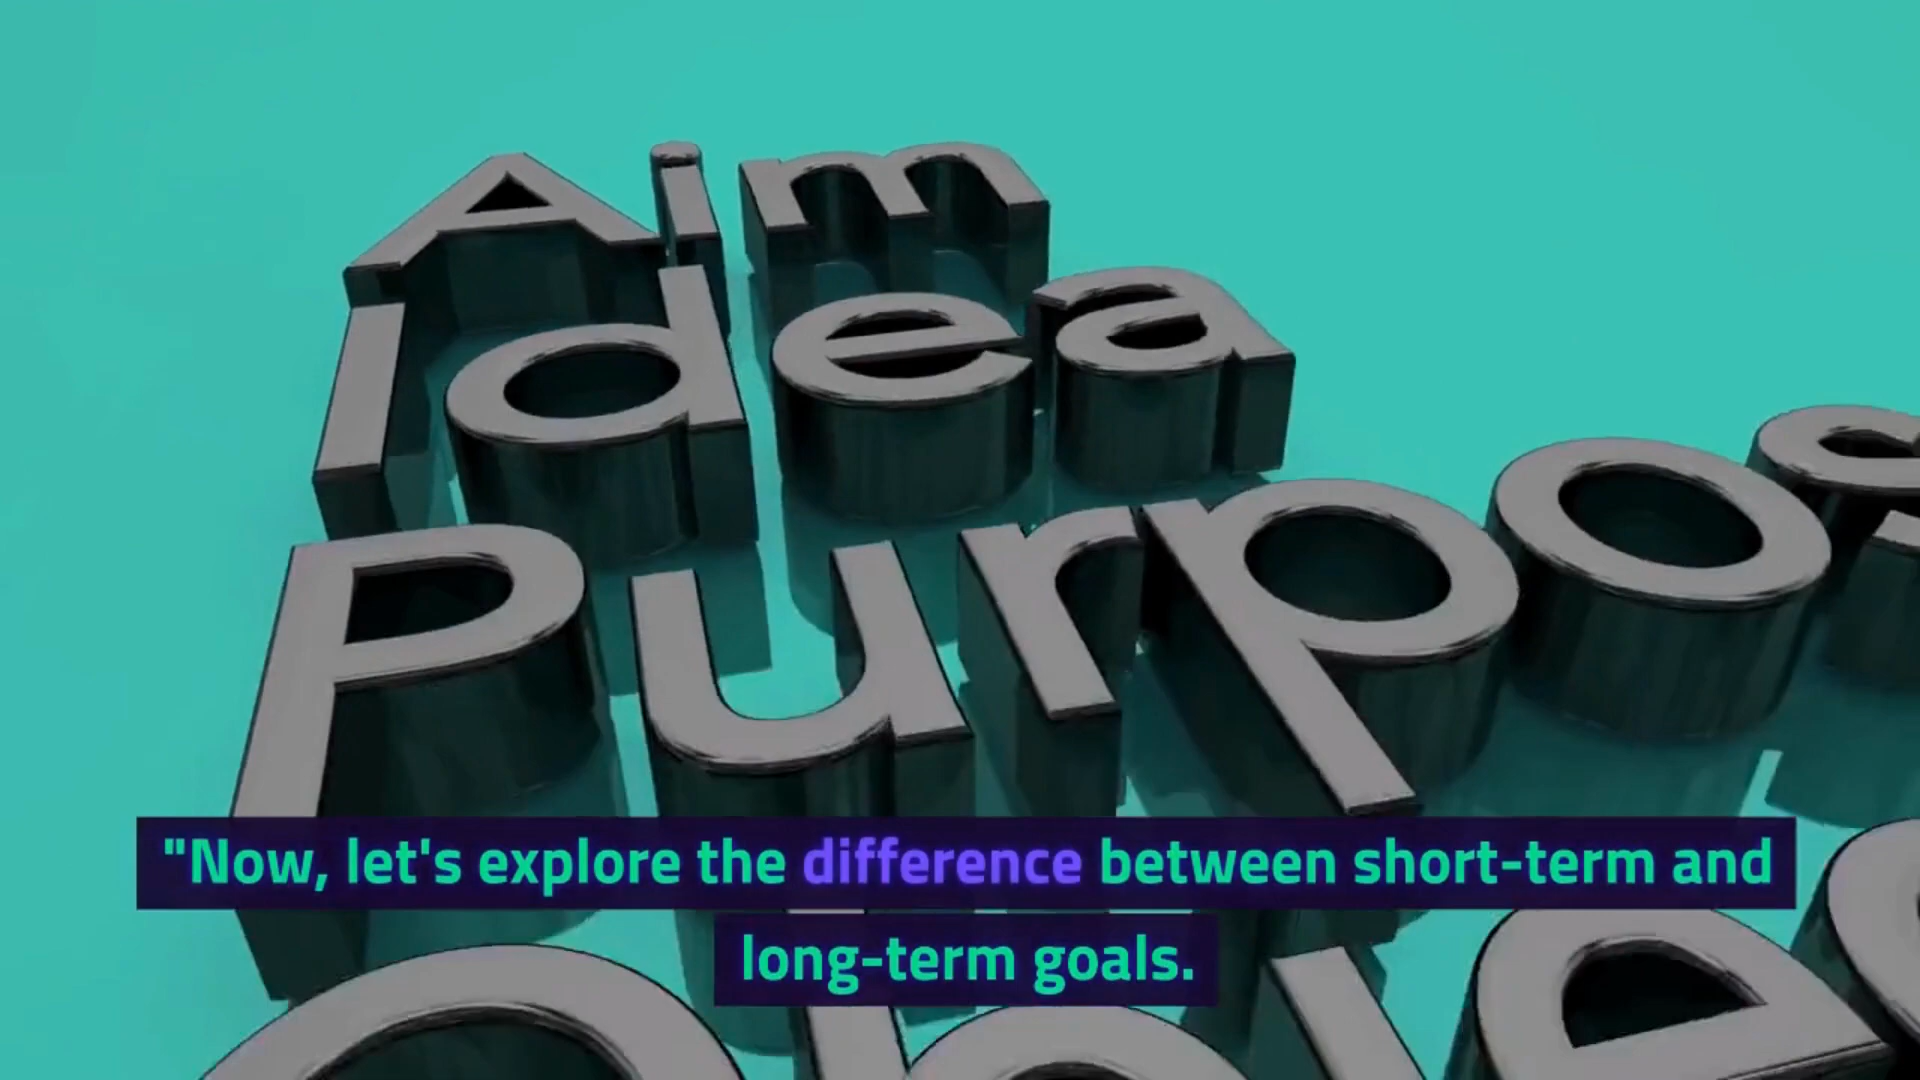 Aim
Idea
Purpos
"Now, let's explore the difference between short-term and
long-term goals.